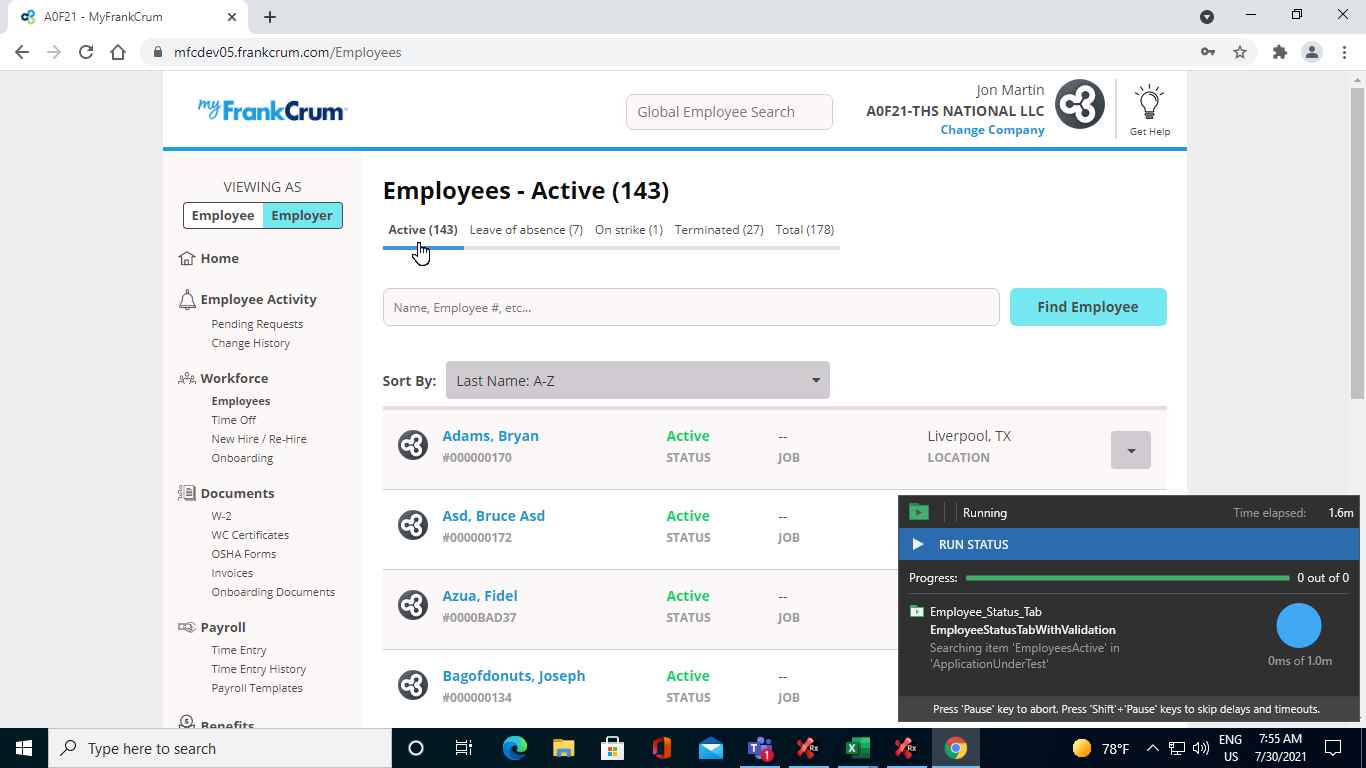 A0F21 - MyFrankCrum
mfcdev05.frankcrum.com/Employees
my FrankCrum
Global Employee Search
Jon Martin
A0F21-THS NATIONAL LLC
Change Company
Get Help
VIEWING AS
Employee Employer
Home
Employee Activity
Pending Requests
Change History
Workforce
Employees
Time Off
New Hire / Re-Hire
Onboarding
Documents
W-2
WC Certificates
OSHA Forms
Invoices
Onboarding Documents
Payroll
Time Entry
Time Entry History
Payroll Templates
Benefits
Employees - Active (143)
Active (143) Leave of absence (7) On strike (1) Terminated (27) Total (178)
Name, Employee #, etc...
Find Employee
Sort By: Last Name: A-Z
Adams, Bryan Active -- Liverpool, TX
#000000170 STATUS JOB LOCATION
Asd, Bruce Asd Active --
#000000172 STATUS JOB
Azua, Fidel Active --
#0000BAD37 STATUS JOB
Bagofdonuts, Joseph Active --
#000000134 STATUS JOB
Running Time elapsed: 1.6m
RUN STATUS
Progress: 0 out of 0
Employee_Status_Tab
EmployeeStatusTabWithValidation
Searching item 'EmployeesActive' in
'ApplicationUnderTest'
0ms of 1.0m
Press 'Pause' key to abort. Press 'Shift'+'Pause' keys to skip delays and timeouts.
Type here to search
1
Rx
Rx
78°F
ENG
US
7:55 AM
7/30/2021